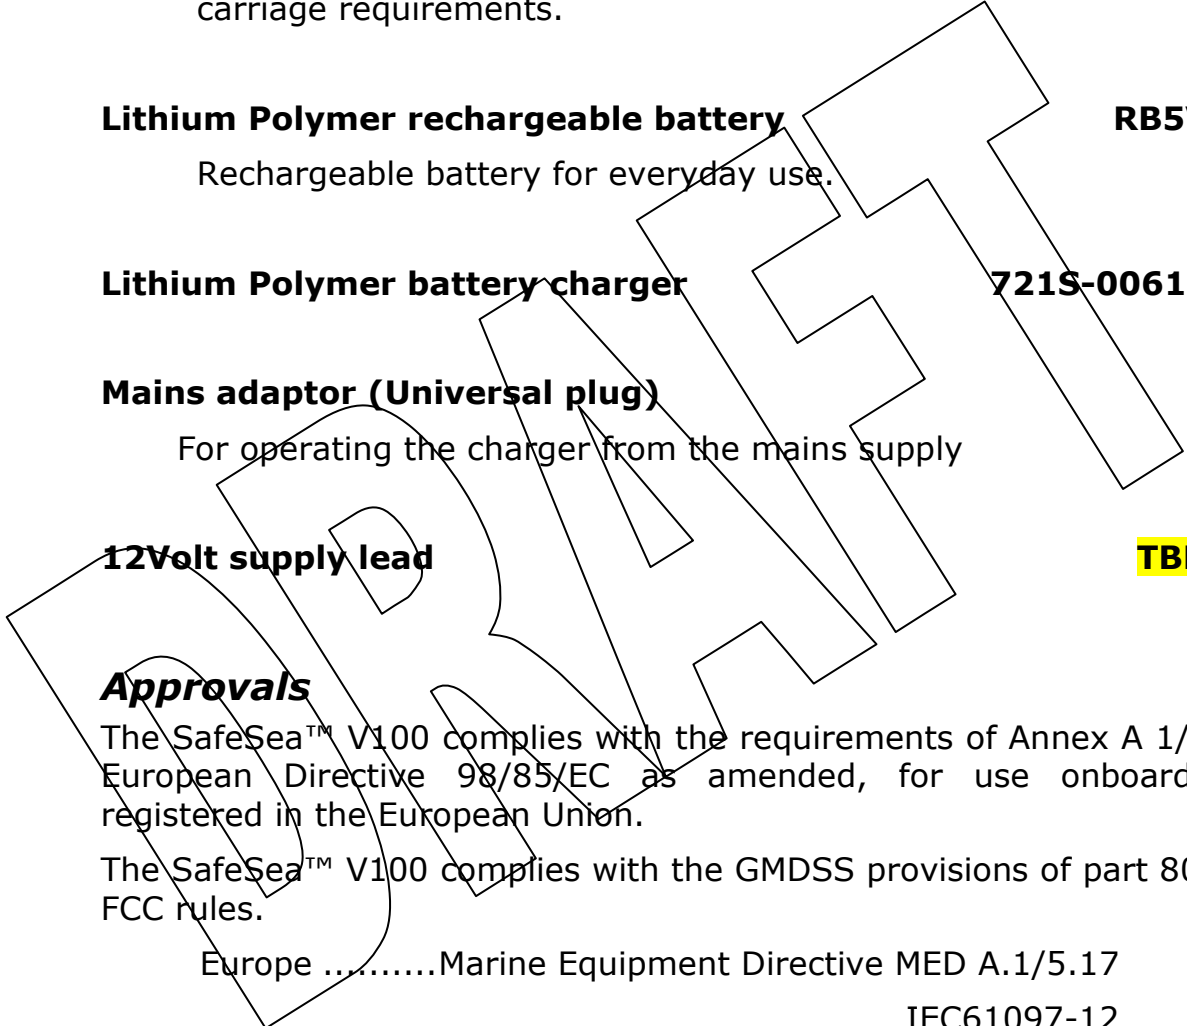 carriage requirements.
Lithium Polymer rechargeable battery
Rechargeable battery for everyday use.
Lithium Polymer battery charger 721S-0061
Mains adaptor (Universal plug)
For operating the charger from the mains supply
12Volt supply lead
Approvals
The SafeSea™ V100 complies with the requirements of Annex A 1/
European Directive 98/85/EC as amended, for use onboard
registered in the European Union.
The SafeSea™ V100 complies with the GMDSS provisions of part 80
FCC rules.
Europe ..........Marine Equipment Directive MED A.1/5.17
IEC61097-12
DRAFT